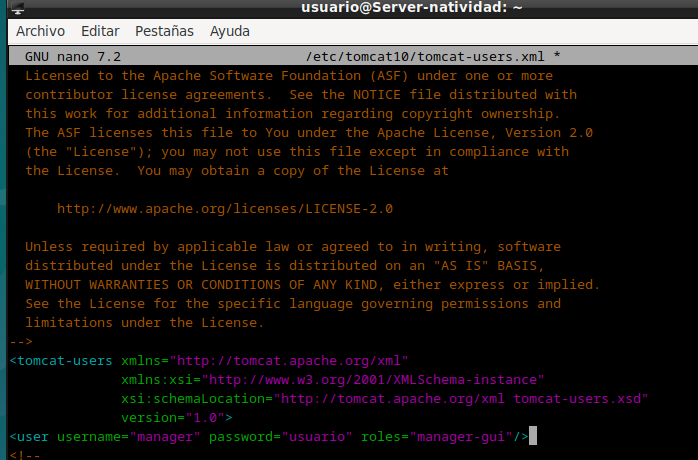 usuario@Server-natividad: ~
Archivo Editar Pestañas Ayuda
GNU nano 7.2 /etc/tomcat10/tomcat-users.xml *
Licensed to the Apache Software Foundation (ASF) under one or more
contributor license agreements.  See the NOTICE file distributed with
this work for additional information regarding copyright ownership.
The ASF licenses this file to You under the Apache License, Version 2.0
(the "License"); you may not use this file except in compliance with
the License.  You may obtain a copy of the License at
http://www.apache.org/licenses/LICENSE-2.0
Unless required by applicable law or agreed to in writing, software
distributed under the License is distributed on an "AS IS" BASIS,
WITHOUT WARRANTIES OR CONDITIONS OF ANY KIND, either express or implied.
See the License for the specific language governing permissions and
limitations under the License.
-->
<tomcat-users xmlns="http://tomcat.apache.org/xml"
xmlns:xsi="http://www.w3.org/2001/XMLSchema-instance"
xsi:schemaLocation="http://tomcat.apache.org/xml tomcat-users.xsd"
version="1.0">
<user username="manager" password="usuario" roles="manager-gui"/>
<!--